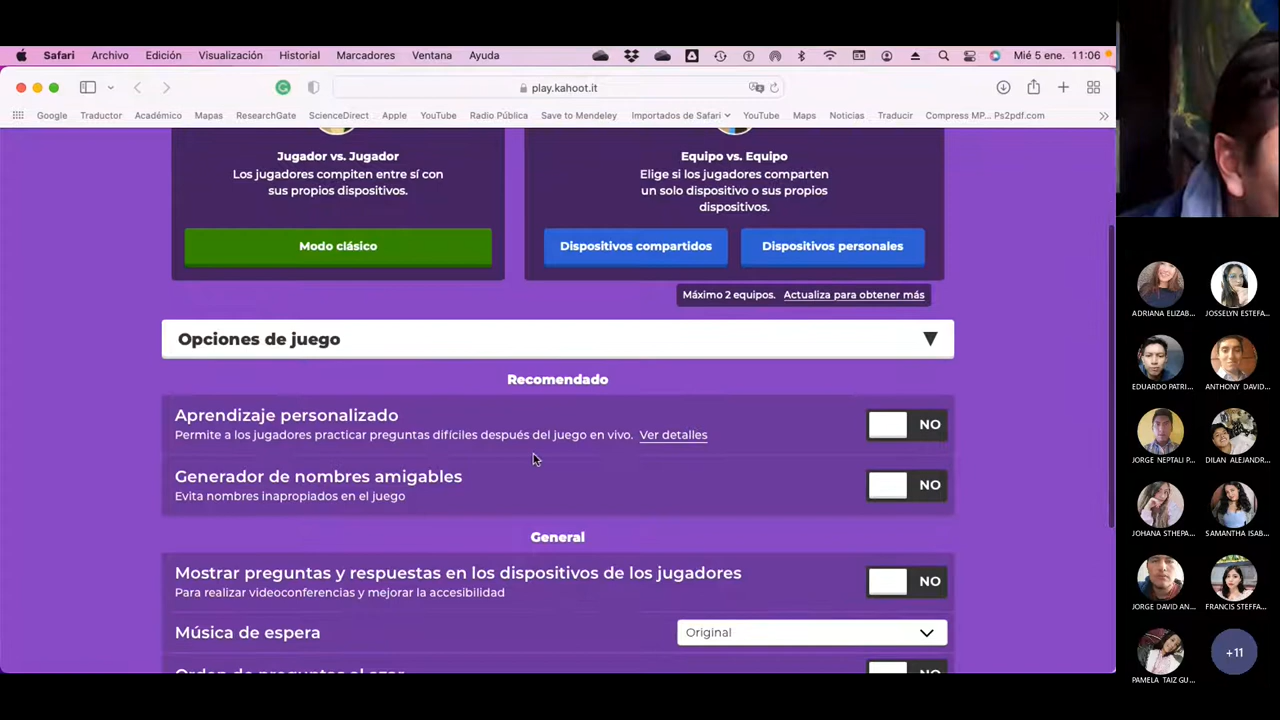 Safari Archivo Edición Visualización Historial Marcadores Ventana Ayuda Mié 5 ene. 11:06
play.kahoot.it
Google Traductor Académico Mapas ResearchGate ScienceDirect Apple YouTube Radio Pública Save to Mendeley Importados de Safari YouTube Maps Noticias Traducir Compress MP... Ps2pdf.com
Jugador vs. Jugador
Los jugadores compiten entre sí con
sus propios dispositivos.
Modo clásico
Equipo vs. Equipo
Elige si los jugadores comparten
un solo dispositivo o sus propios
dispositivos.
Dispositivos compartidos
Dispositivos personales
Máximo 2 equipos. Actualiza para obtener más
Opciones de juego
Recomendado
Aprendizaje personalizado
Permite a los jugadores practicar preguntas difíciles después del juego en vivo. Ver detalles
NO
Generador de nombres amigables
Evita nombres inapropiados en el juego
NO
General
Mostrar preguntas y respuestas en los dispositivos de los jugadores
Para realizar videoconferencias y mejorar la accesibilidad
NO
Música de espera
Original
Orden de preguntas al azar
NO
ADRIANA ELIZAB... JOSSELYN ESTEFA...
EDUARDO PATRI... ANTHONY DAVID...
JORGE NEPTALI P... DILAN ALEJANDR...
JOHANA STHEPA... SAMANTHA ISAB...
JORGE DAVID AN... FRANCIS STEFFA...
PAMELA TAIZ GU... +11